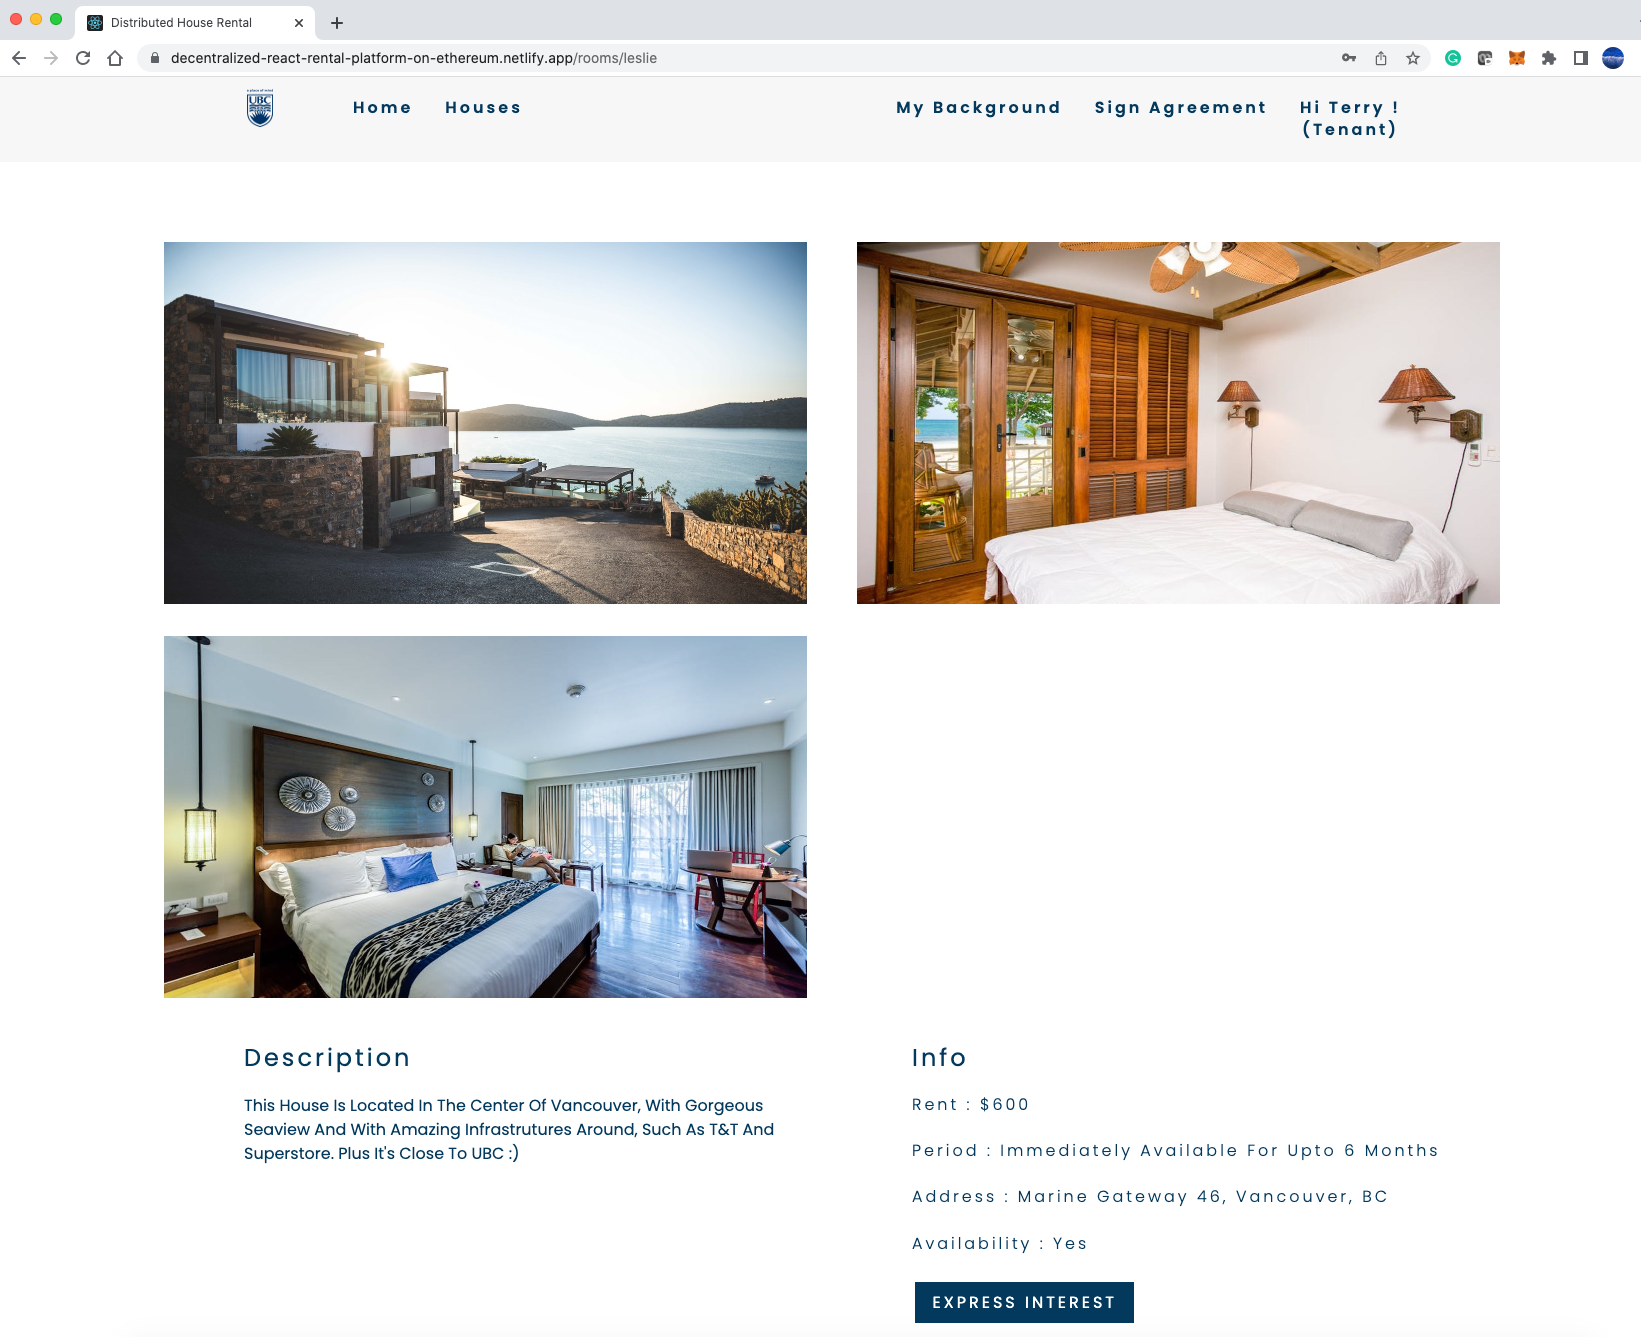 Distributed House Rental
decentralized-react-rental-platform-on-ethereum.netlify.app/rooms/leslie
UBC
Home
Houses
My Background
Sign Agreement
Hi Terry !
(Tenant)
Description
This House Is Located In The Center Of Vancouver, With Gorgeous
Seaview And With Amazing Infrastrutures Around, Such As T&T And
Superstore. Plus It's Close To UBC :)
Info
Rent : $600
Period : Immediately Available For Upto 6 Months
Address : Marine Gateway 46, Vancouver, BC
Availability : Yes
EXPRESS INTEREST